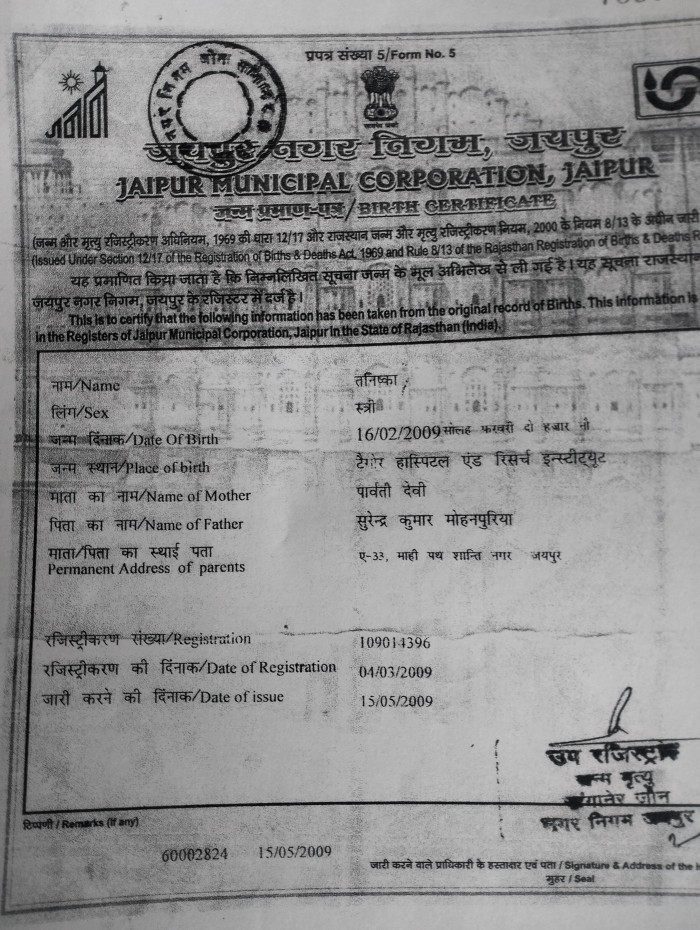 प्रपत्र संख्या 5/Form No. 5
जयपुर नगर निगम, जयपुर
JAIPUR MUNICIPAL CORPORATION, JAIPUR
जन्म प्रमाण-पत्र/BIRTH CERTIFICATE
(जन्म और मृत्यु रजिस्ट्रीकरण अधिनियम, 1969 की धारा 12/17 और राजस्थान जन्म और मृत्यु रजिस्ट्रीकरण नियम, 2000 के नियम 8/13 के अधीन जारी
(Issued Under Section 12/17 of the Registration of Births & Deaths Act, 1969 and Rule 8/13 of the Rajasthan Registration of Births & Deaths R
यह प्रमाणित किया जाता है कि निम्नलिखित सूचना जन्म के मूल अभिलेख से ली गई है। यह सूचना राजस्थान
जयपुर नगर निगम, जयपुर के रजिस्टर में दर्ज है।
This is to certify that the following information has been taken from the original record of Births. This information is
in the Registers of Jaipur Municipal Corporation, Jaipur in the State of Rajasthan (India).
नाम/Name तनिष्का
लिंग/Sex स्त्री
जन्म दिंनाक/Date Of Birth 16/02/2009 सोलह फरवरी दो हजार नौ
जन्म स्थान/Place of birth टैगोर हास्पिटल एंड रिसर्च इन्स्टीट्यूट
माता का नाम/Name of Mother पार्वती देवी
पिता का नाम/Name of Father सुरेन्द्र कुमार मोहनपुरिया
माता/पिता का स्थाई पता ए-33, माही पथ शान्ति नगर जयपुर
Permanent Address of parents
रजिस्ट्रीकरण संख्या/Registration 109014396
रजिस्ट्रीकरण की दिंनाक/Date of Registration 04/03/2009
जारी करने की दिंनाक/Date of issue 15/05/2009
उप रजिस्ट्रार
जन्म मृत्यु
सांगानेर जोन
नगर निगम जयपुर
टिप्पणी / Remarks (If any)
60002824 15/05/2009
जारी करने वाले प्राधिकारी के हस्ताक्षर एवं पता / Signature & Address of the
मुहर / Seal